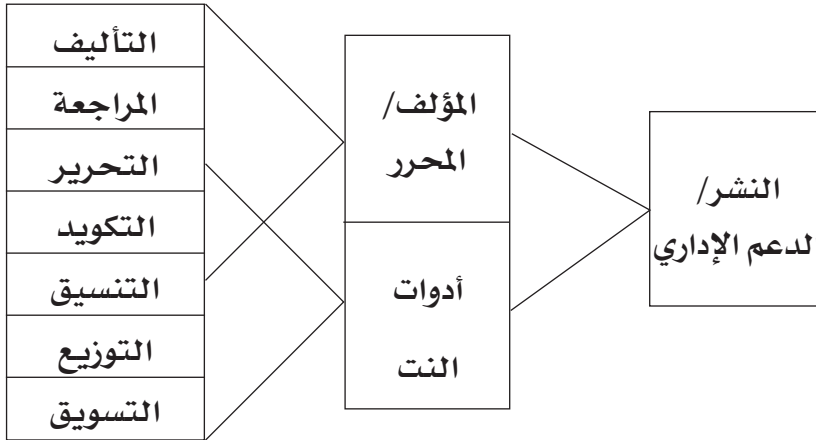 التأليف
المراجعة
التحرير
التكويد
التنسيق
التوزيع
التسويق
المؤلف/
المحرر
أدوات
النت
النشر/
لدعم الإداري